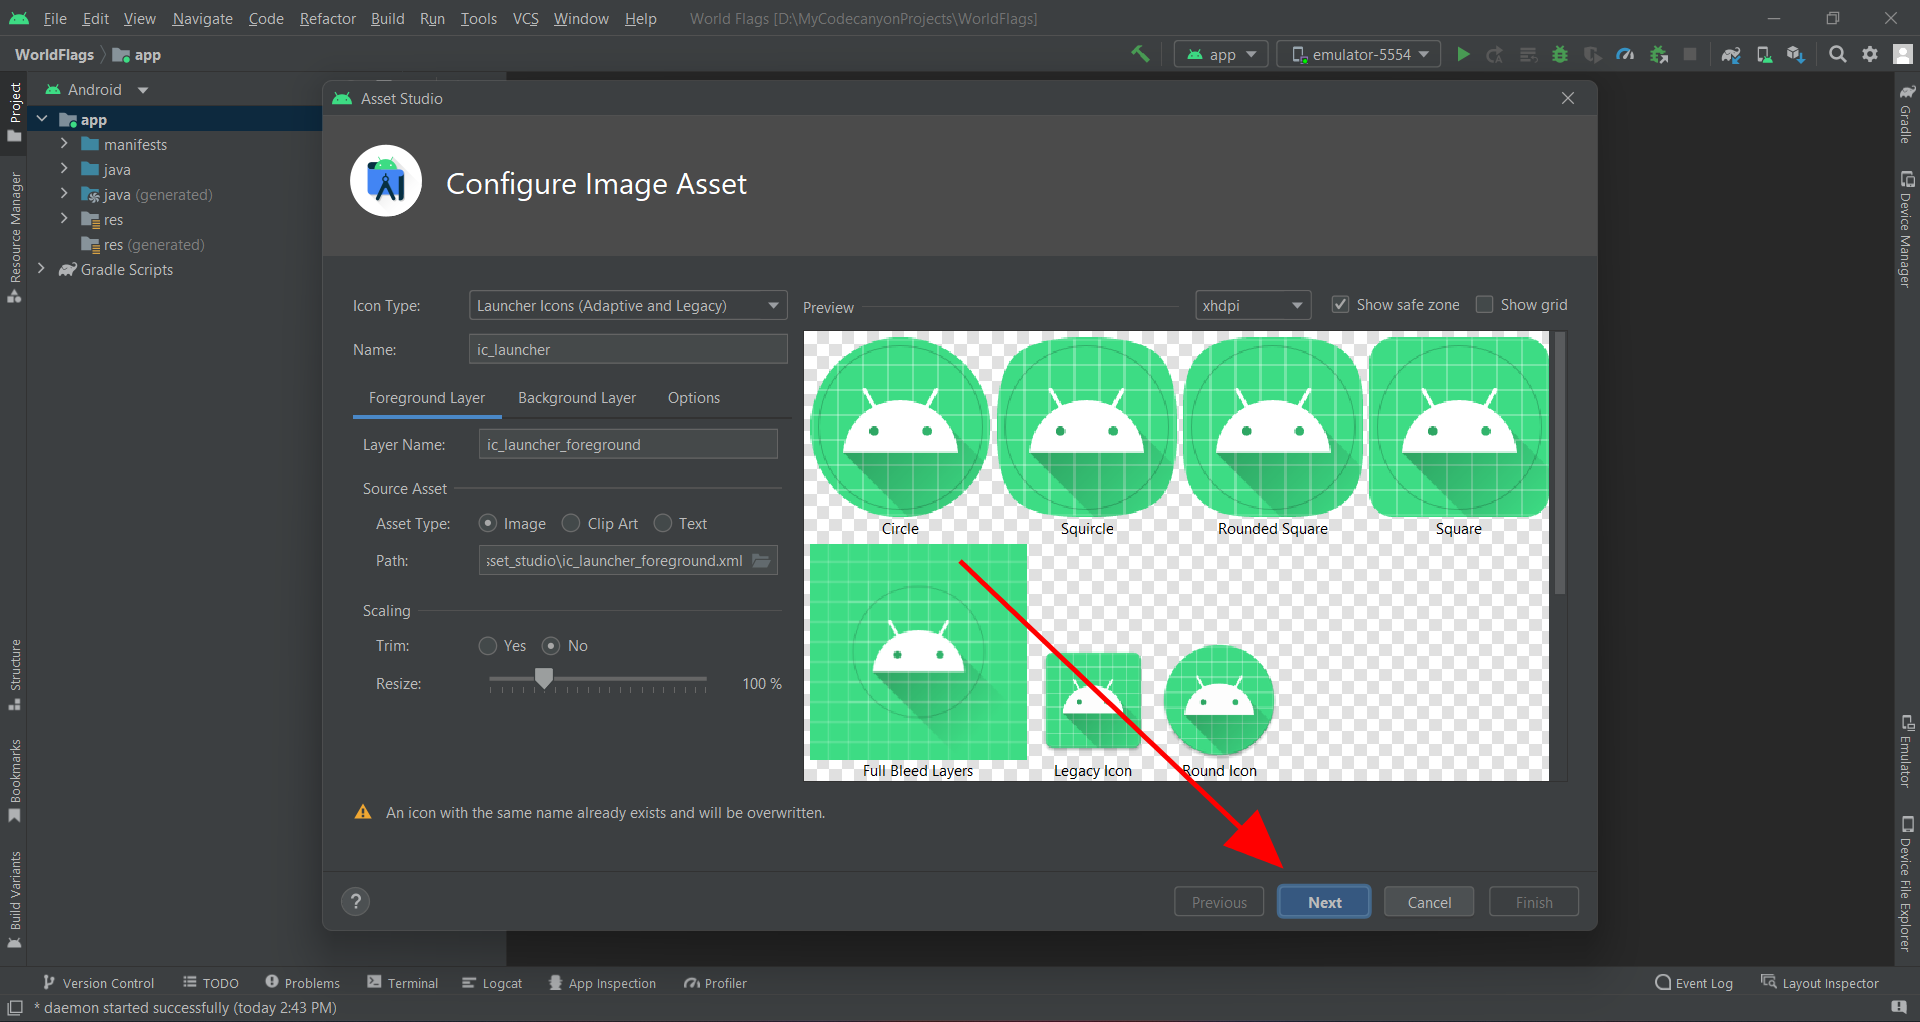 File Edit View Navigate Code Refactor Build Run Tools VCS Window Help World Flags [D:\MyCodecanyonProjects\WorldFlags]
WorldFlags app app emulator-5554
Project
Resource Manager
Structure
Bookmarks
Build Variants
Android
app
manifests
java
java (generated)
res
res (generated)
Gradle Scripts
Asset Studio
Configure Image Asset
Icon Type: Launcher Icons (Adaptive and Legacy)
Name: ic_launcher
Foreground Layer Background Layer Options
Layer Name: ic_launcher_foreground
Source Asset
Asset Type: Image Clip Art Text
Path: sset_studio\ic_launcher_foreground.xml
Scaling
Trim: Yes No
Resize: 100 %
Preview xhdpi Show safe zone Show grid
Circle Squircle Rounded Square Square
Full Bleed Layers Legacy Icon Round Icon
An icon with the same name already exists and will be overwritten.
? Previous Next Cancel Finish
Gradle
Device Manager
Emulator
Device File Explorer
Version Control TODO Problems Terminal Logcat App Inspection Profiler Event Log Layout Inspector
* daemon started successfully (today 2:43 PM)